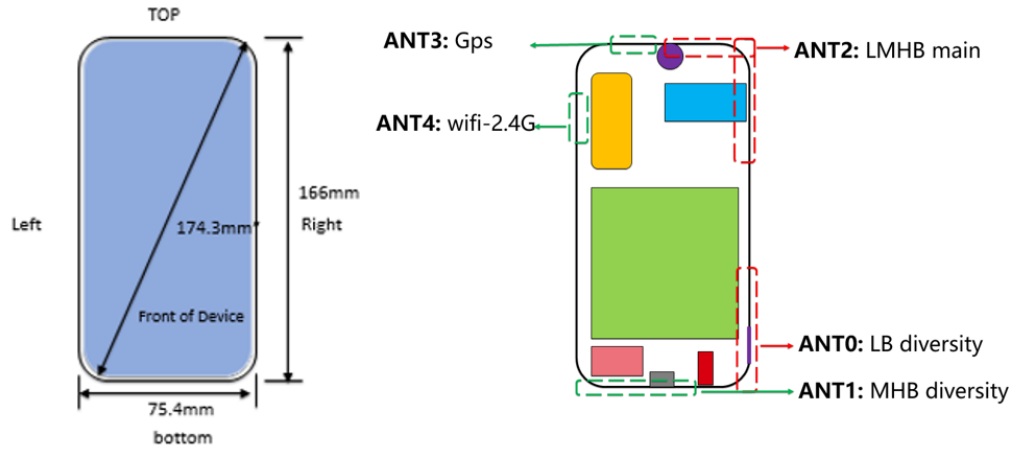 TOP
Left
174.3mm
166mm
Right
Front of Device
75.4mm
bottom
ANT3: Gps
ANT2: LMHB main
ANT4: wifi-2.4G
ANT0: LB diversity
ANT1: MHB diversity